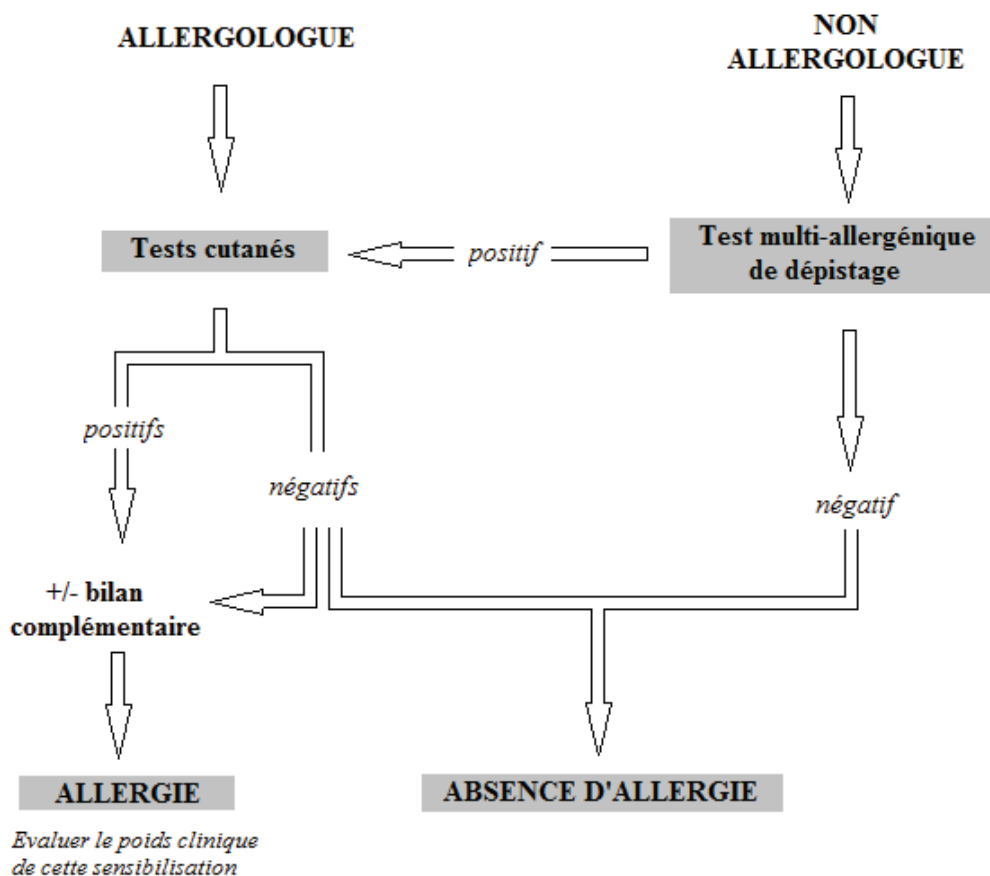 ALLERGOLOGUE
NON
ALLERGOLOGUE
Tests cutanés
positif
Test multi-allergénique
de dépistage
positifs
négatifs
négatif
+/- bilan
complémentaire
ALLERGIE
ABSENCE D'ALLERGIE
Evaluer le poids clinique
de cette sensibilisation